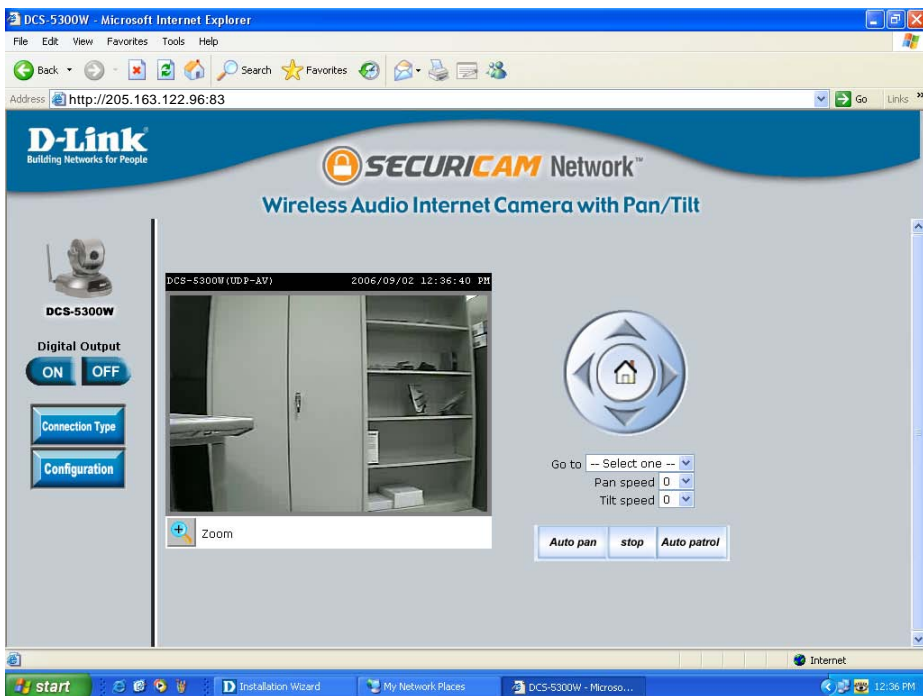 DCS-5300W - Microsoft Internet Explorer
File Edit View Favorites Tools Help
Back Search Favorites
Address http://205.163.122.96:83 Go Links »
D-Link®
Building Networks for People
SECURICAM Network™
Wireless Audio Internet Camera with Pan/Tilt
DCS-5300W
Digital Output
ON OFF
Connection Type
Configuration
DCS-5300W(UDP-AV) 2006/09/02 12:36:40 PM
Zoom
Go to -- Select one --
Pan speed 0
Tilt speed 0
Auto pan stop Auto patrol
Internet
start Installation Wizard My Network Places DCS-5300W - Microso... 12:36 PM